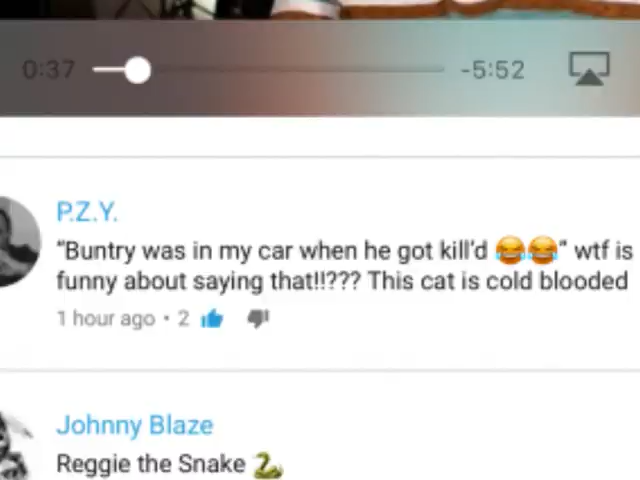 0:37 -5:52
P.Z.Y.
“Buntry was in my car when he got kill'd 😂😂” wtf is
funny about saying that!!??? This cat is cold blooded
1 hour ago • 2
Johnny Blaze
Reggie the Snake 🐍